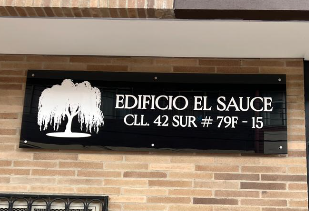 EDIFICIO EL SAUCE
CLL. 42 SUR # 79F - 15